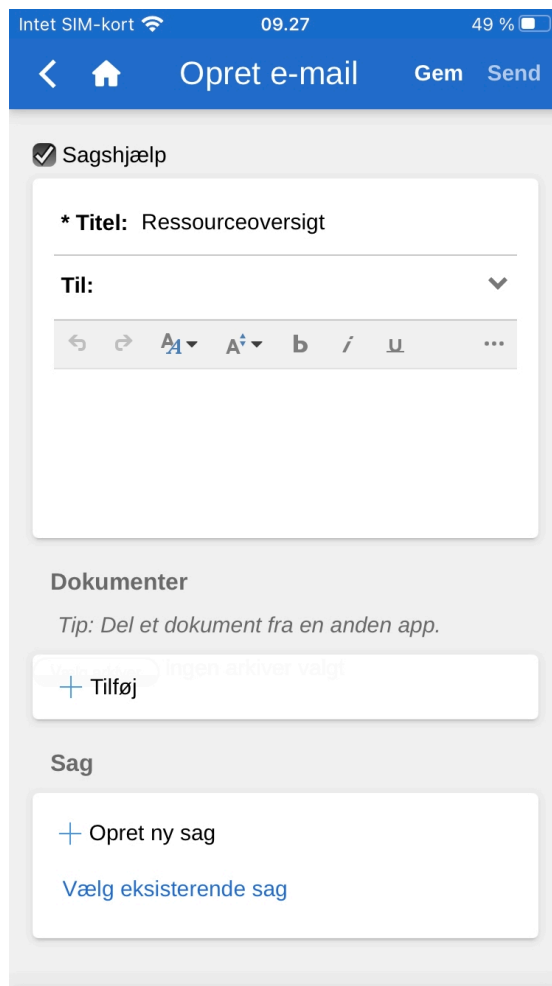 Intet SIM-kort 09.27 49 %
Opret e-mail Gem Send
Sagshjælp
* Titel: Ressourceoversigt
Til:
A A A b i u ...
Dokumenter
Tip: Del et dokument fra en anden app.
Ingen arkiver valgt
+ Tilføj
Sag
+ Opret ny sag
Vælg eksisterende sag